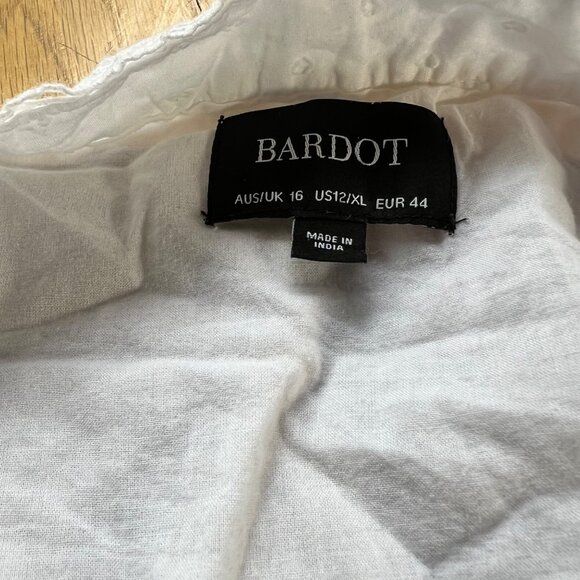 BARDOT
AUS/UK 16 US12/XL EUR 44
MADE IN
INDIA